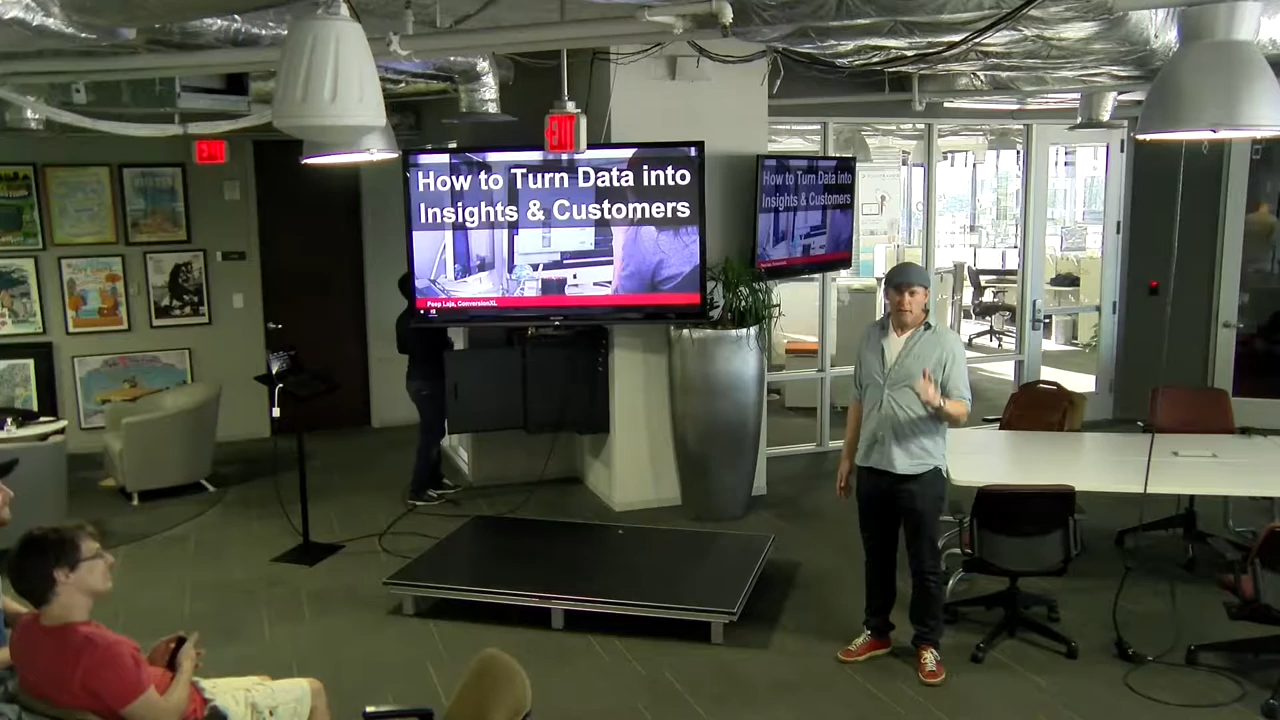 EXIT
EXIT
How to Turn Data into
Insights & Customers
Peep Laja, ConversionXL
How to Turn Data into
Insights & Customers